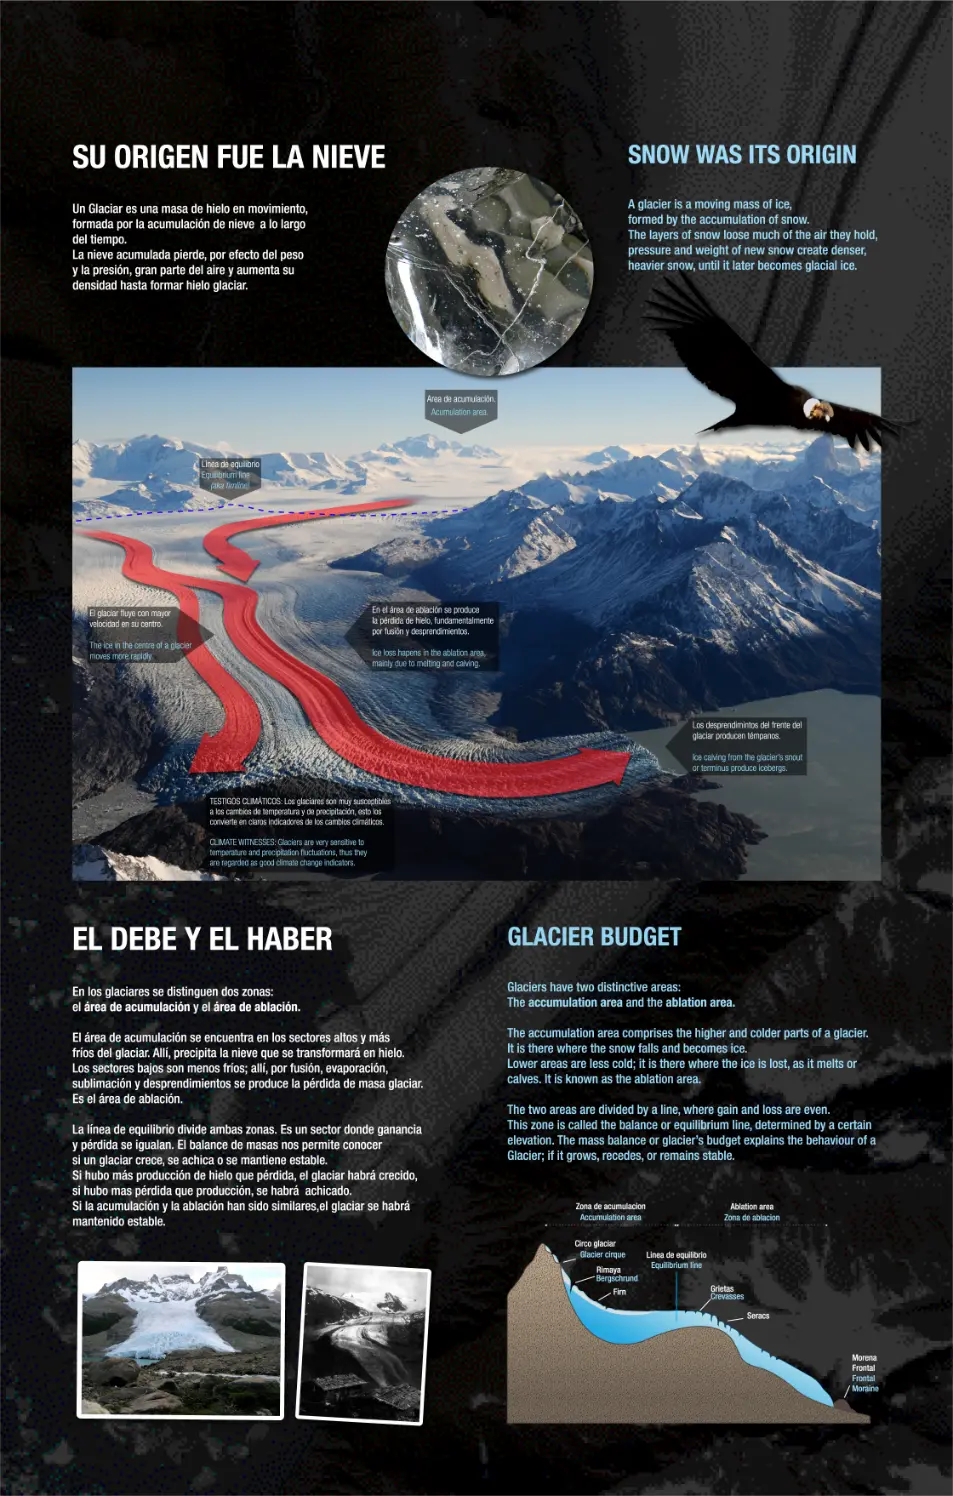 SU ORIGEN FUE LA NIEVE
Un Glaciar es una masa de hielo en movimiento,
formada por la acumulación de nieve a lo largo
del tiempo.
La nieve acumulada pierde, por efecto del peso
y la presión, gran parte del aire y aumenta su
densidad hasta formar hielo glaciar.
SNOW WAS ITS ORIGIN
A glacier is a moving mass of ice,
formed by the accumulation of snow.
The layers of snow loose much of the air they hold,
pressure and weight of new snow create denser,
heavier snow, until it later becomes glacial ice.
Area de acumulación.
Acumulation area.
Línea de equilibrio
Equilibrium line
El glaciar fluye con mayor
velocidad en su centro.
The ice in the centre of a glacier
moves more rapidly.
En el área de ablación se produce
la pérdida de hielo, fundamentalmente
por fusión y desprendimientos.
Ice loss hapens in the ablation area,
mainly due to melting and calving.
Los desprendimintos del frente del
glaciar producen témpanos.
Ice calving from the glacier's snout
or terminus produce icebergs.
TESTIGOS CLIMÁTICOS: Los glaciares son muy susceptibles
a los cambios de temperatura y de precipitación, esto los
convierte en claros indicadores de los cambios climáticos.
CLIMATE WITNESSES: Glaciers are very sensitive to
temperature and precipitation fluctuations, thus they
are regarded as good climate change indicators.
EL DEBE Y EL HABER
En los glaciares se distinguen dos zonas:
el área de acumulación y el área de ablación.
El área de acumulación se encuentra en los sectores altos y más
fríos del glaciar. Allí, precipita la nieve que se transformará en hielo.
Los sectores bajos son menos fríos; allí, por fusión, evaporación,
sublimación y desprendimientos se produce la pérdida de masa glaciar.
Es el área de ablación.
La línea de equilibrio divide ambas zonas. Es un sector donde ganancia
y pérdida se igualan. El balance de masas nos permite conocer
si un glaciar crece, se achica o se mantiene estable.
Si hubo más producción de hielo que pérdida, el glaciar habrá crecido,
si hubo mas pérdida que producción, se habrá achicado.
Si la acumulación y la ablación han sido similares,el glaciar se habrá
mantenido estable.
GLACIER BUDGET
Glaciers have two distinctive areas:
The accumulation area and the ablation area.
The accumulation area comprises the higher and colder parts of a glacier.
It is there where the snow falls and becomes ice.
Lower areas are less cold; it is there where the ice is lost, as it melts or
calves. It is known as the ablation area.
The two areas are divided by a line, where gain and loss are even.
This zone is called the balance or equilibrium line, determined by a certain
elevation. The mass balance or glacier's budget explains the behaviour of a
Glacier; if it grows, recedes, or remains stable.
Zona de acumulacion
Accumulation area
Ablation area
Zona de ablacion
Circo glaciar
Glacier cirque
Rimaya
Bergschrund
Firn
Línea de equilibrio
Equilibrium line
Grietas
Crevasses
Seracs
Morena
Frontal
Frontal
Moraine